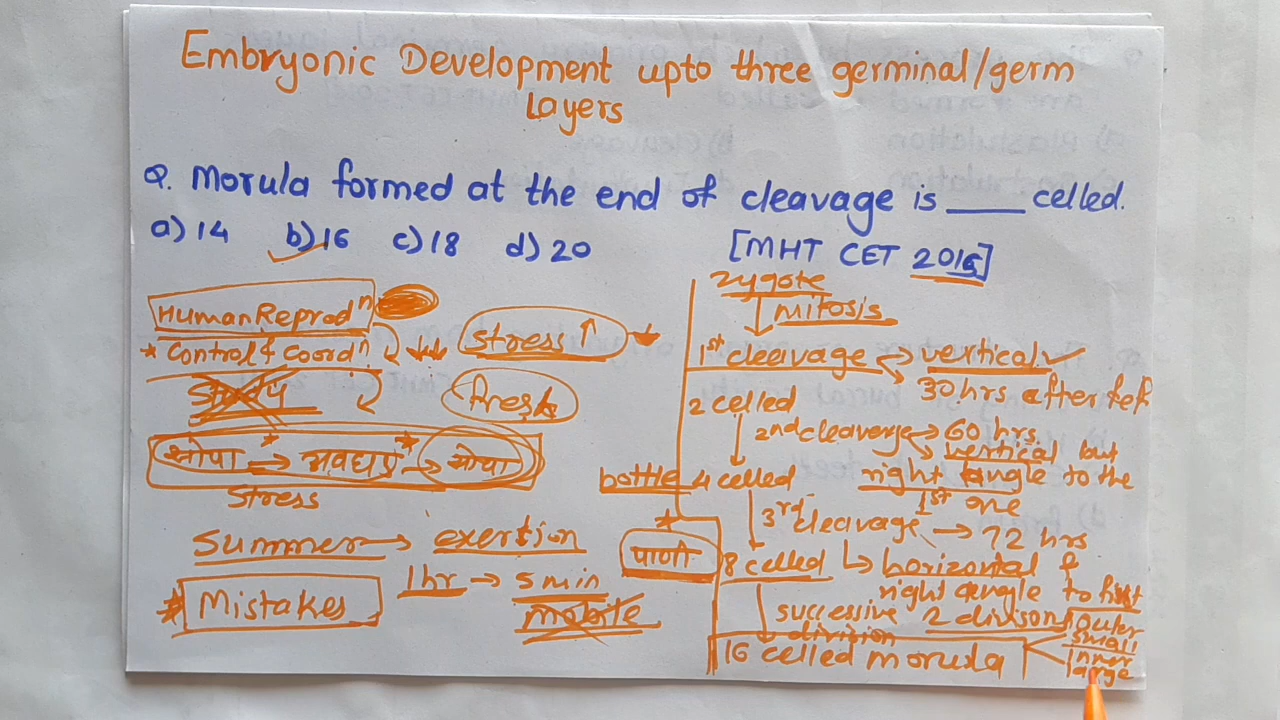 Embryonic Development upto three germinal/germ
Layers
Q. Morula formed at the end of cleavage is ____ celled.
a) 14 b) 16 c) 18 d) 20 [MHT CET 2016]
Human Reprodⁿ
* Control & Coordⁿ
Study
Stress ↑
fresh
सोपा → अवघड → सोपा
Stress
Summer → exertion
1hr → 5 min
mobile
* Mistakes
zygote
↓ mitosis
1st cleavage → vertical ✓
30 hrs after
2 celled
2nd cleaverge → 60 hrs.
vertical but
right tangle to the
1st one
bottle 4 celled
3rd cleavage → 72 hrs
पाणी
8 celled ↳ horizontal &
right angle to first
successive
division
2 divison
16 celled morula
outer
small
inner
large